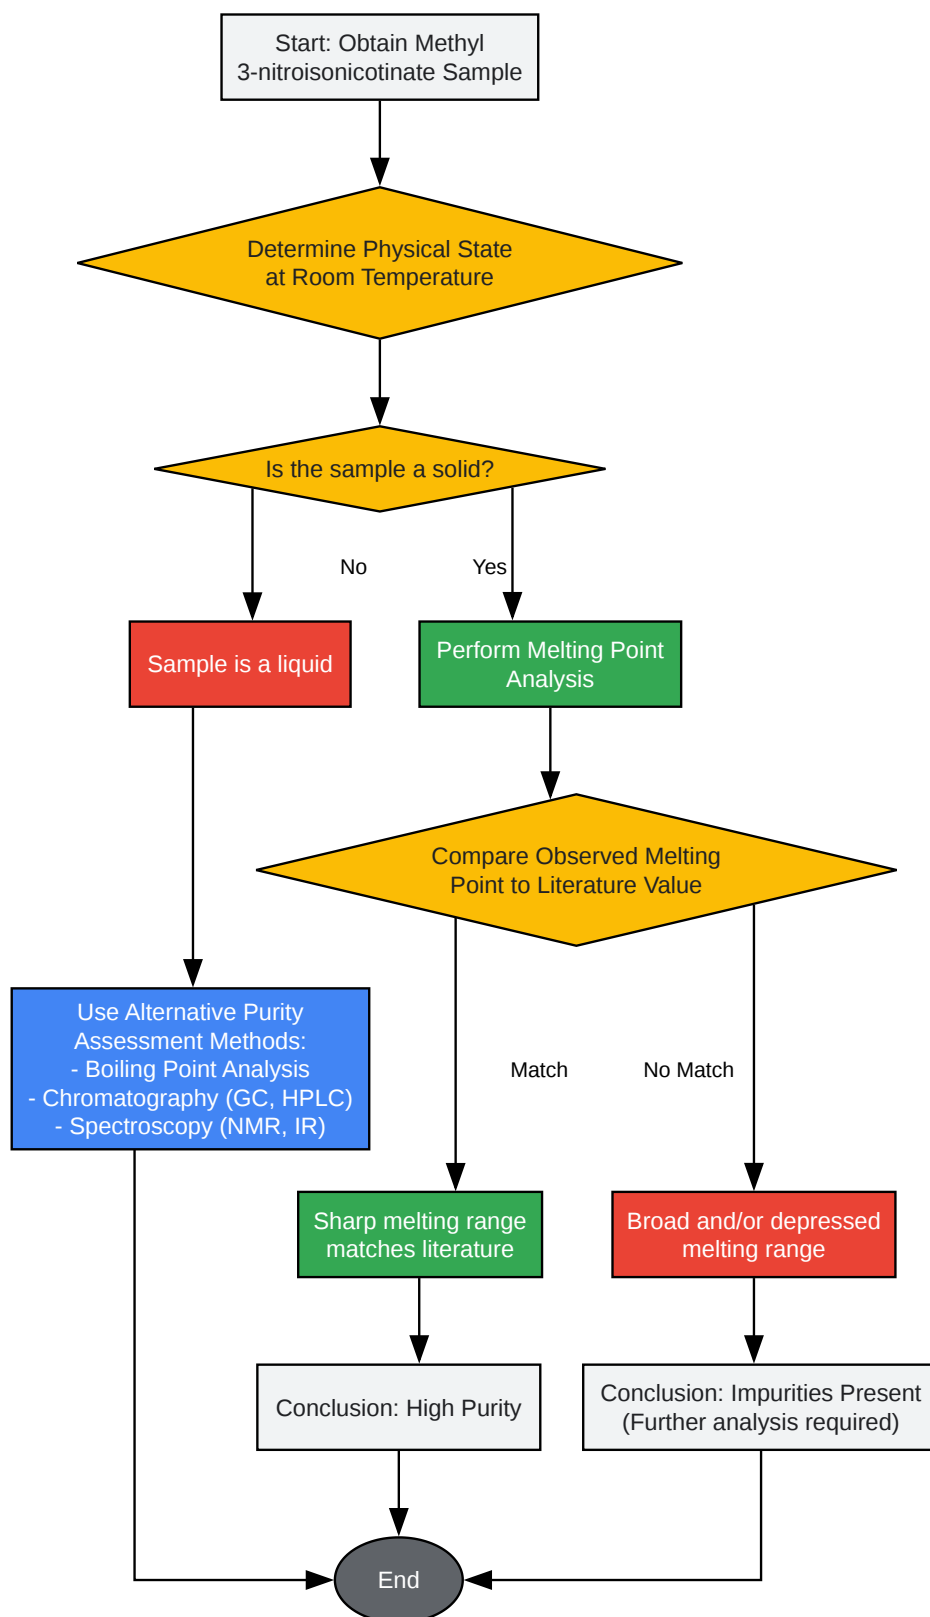 Start: Obtain Methyl
3-nitroisonicotinate Sample
Determine Physical State
at Room Temperature
Is the sample a solid?
No
Yes
Sample is a liquid
Perform Melting Point
Analysis
Compare Observed Melting
Point to Literature Value
Use Alternative Purity
Assessment Methods:
- Boiling Point Analysis
- Chromatography (GC, HPLC)
- Spectroscopy (NMR, IR)
Match
No Match
Sharp melting range
matches literature
Broad and/or depressed
melting range
Conclusion: High Purity
Conclusion: Impurities Present
(Further analysis required)
End